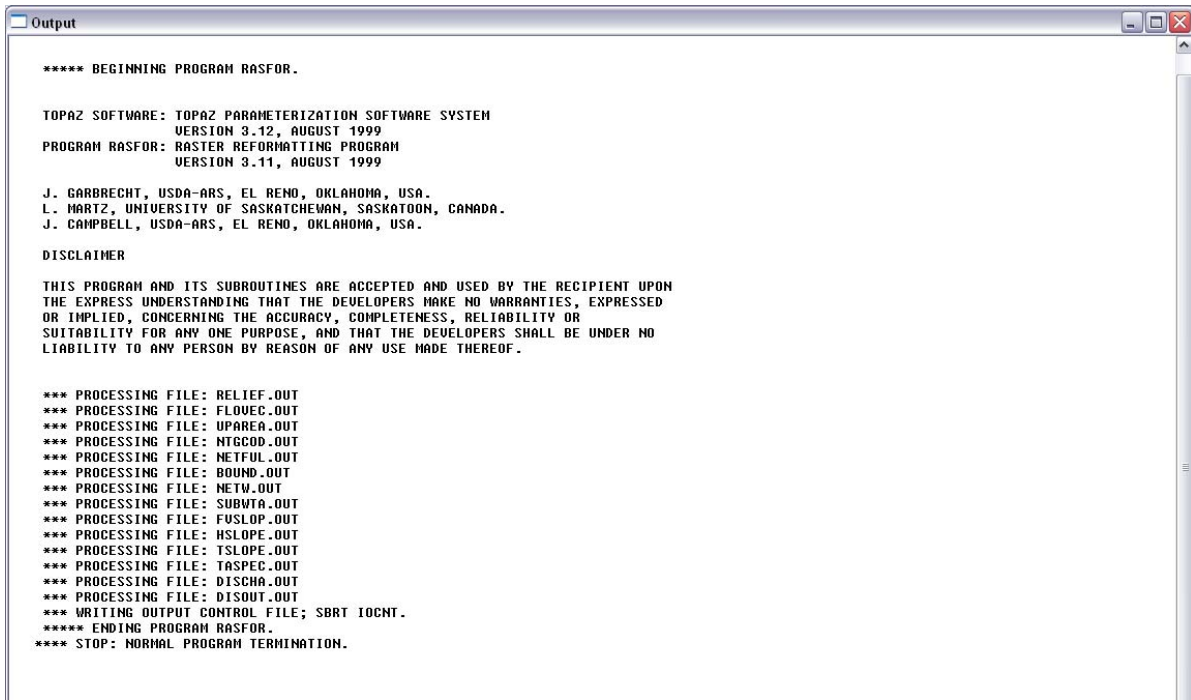 Output
***** BEGINNING PROGRAM RASFOR.
TOPAZ SOFTWARE: TOPAZ PARAMETERIZATION SOFTWARE SYSTEM
VERSION 3.12, AUGUST 1999
PROGRAM RASFOR: RASTER REFORMATTING PROGRAM
VERSION 3.11, AUGUST 1999
J. GARBRECHT, USDA-ARS, EL RENO, OKLAHOMA, USA.
L. MARTZ, UNIVERSITY OF SASKATCHEWAN, SASKATOON, CANADA.
J. CAMPBELL, USDA-ARS, EL RENO, OKLAHOMA, USA.
DISCLAIMER
THIS PROGRAM AND ITS SUBROUTINES ARE ACCEPTED AND USED BY THE RECIPIENT UPON
THE EXPRESS UNDERSTANDING THAT THE DEVELOPERS MAKE NO WARRANTIES, EXPRESSED
OR IMPLIED, CONCERNING THE ACCURACY, COMPLETENESS, RELIABILITY OR
SUITABILITY FOR ANY ONE PURPOSE, AND THAT THE DEVELOPERS SHALL BE UNDER NO
LIABILITY TO ANY PERSON BY REASON OF ANY USE MADE THEREOF.
*** PROCESSING FILE: RELIEF.OUT
*** PROCESSING FILE: FLOVEC.OUT
*** PROCESSING FILE: UPAREA.OUT
*** PROCESSING FILE: NTGCOD.OUT
*** PROCESSING FILE: NETFUL.OUT
*** PROCESSING FILE: BOUND.OUT
*** PROCESSING FILE: NETW.OUT
*** PROCESSING FILE: SUBWTA.OUT
*** PROCESSING FILE: FVSLOP.OUT
*** PROCESSING FILE: HSLOPE.OUT
*** PROCESSING FILE: TSLOPE.OUT
*** PROCESSING FILE: TASPEC.OUT
*** PROCESSING FILE: DISCHA.OUT
*** PROCESSING FILE: DISOUT.OUT
*** WRITING OUTPUT CONTROL FILE; SBRT IOCNT.
***** ENDING PROGRAM RASFOR.
**** STOP: NORMAL PROGRAM TERMINATION.